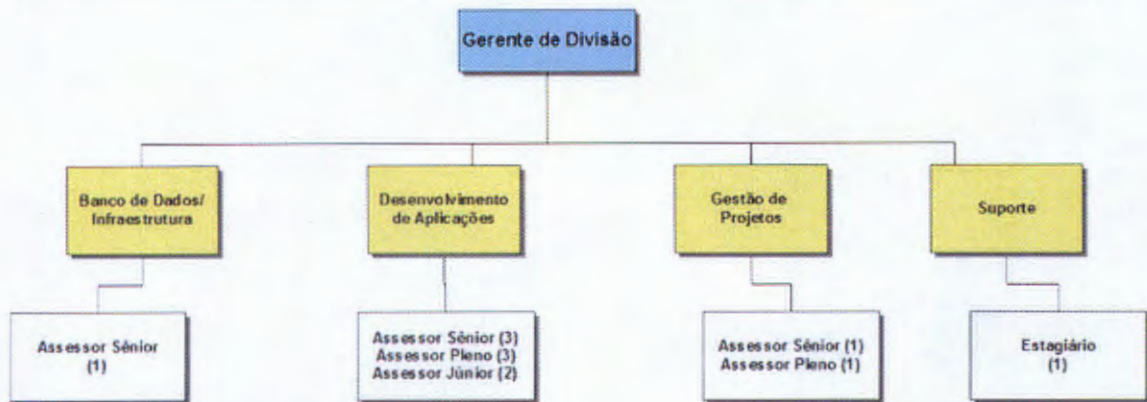 Gerente de Divisão
Banco de Dados/
Infraestrutura
Desenvolvimento
de Aplicações
Gestão de
Projetos
Suporte
Assessor Sênior
(1)
Assessor Sênior (3)
Assessor Pleno (3)
Assessor Júnior (2)
Assessor Sênior (1)
Assessor Pleno (1)
Estagiário
(1)